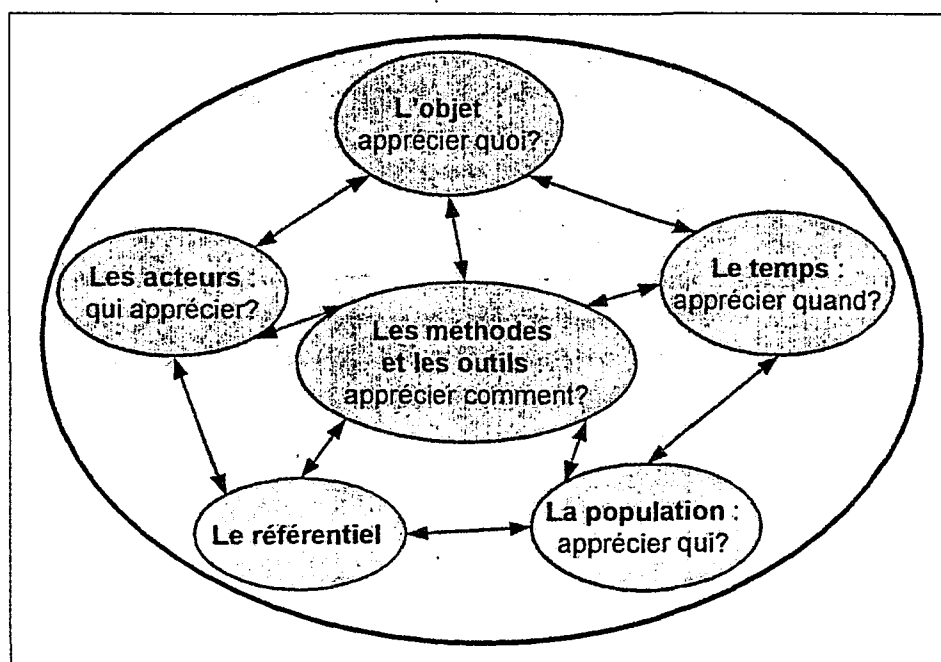 L'objet :
apprécier quoi?
Les acteurs :
qui apprécier?
Le temps :
apprécier quand?
Les méthodes
et les outils :
apprécier comment?
Le référentiel
La population :
apprécier qui?